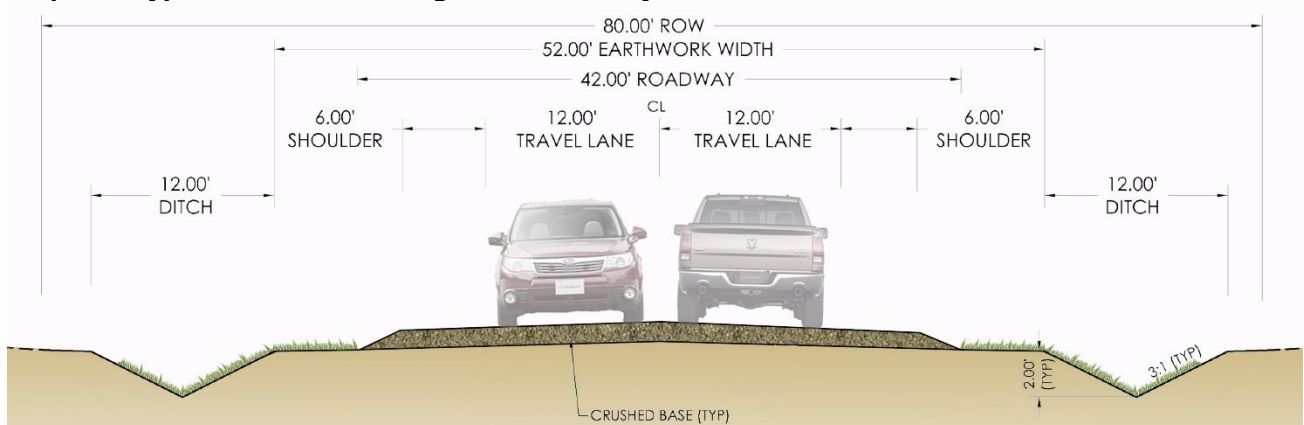 80.00' ROW
52.00' EARTHWORK WIDTH
42.00' ROADWAY
CL
6.00'
SHOULDER
12.00'
TRAVEL LANE
12.00'
TRAVEL LANE
6.00'
SHOULDER
12.00'
DITCH
12.00'
DITCH
2.00'
(TYP)
3:1 (TYP)
CRUSHED BASE (TYP)